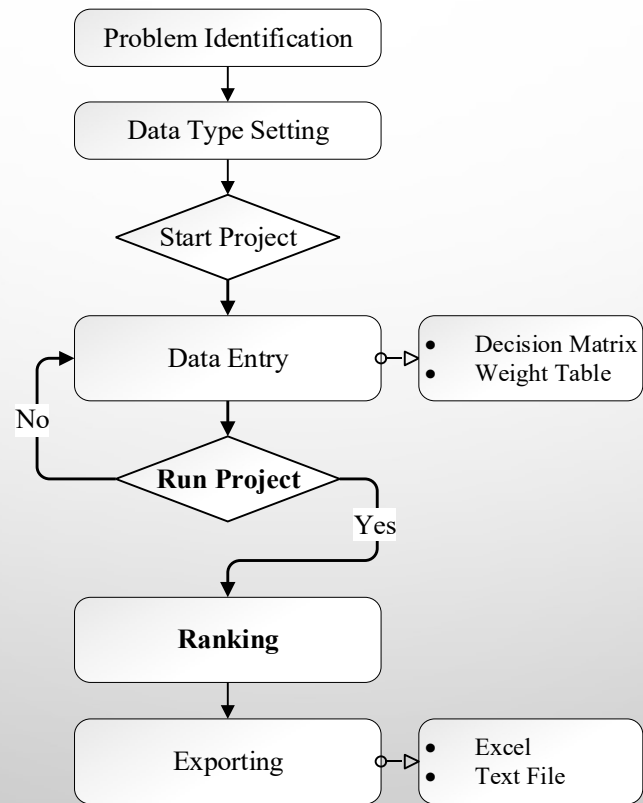 Problem Identification
Data Type Setting
Start Project
Data Entry
• Decision Matrix
• Weight Table
No
Run Project
Yes
Ranking
Exporting
• Excel
• Text File